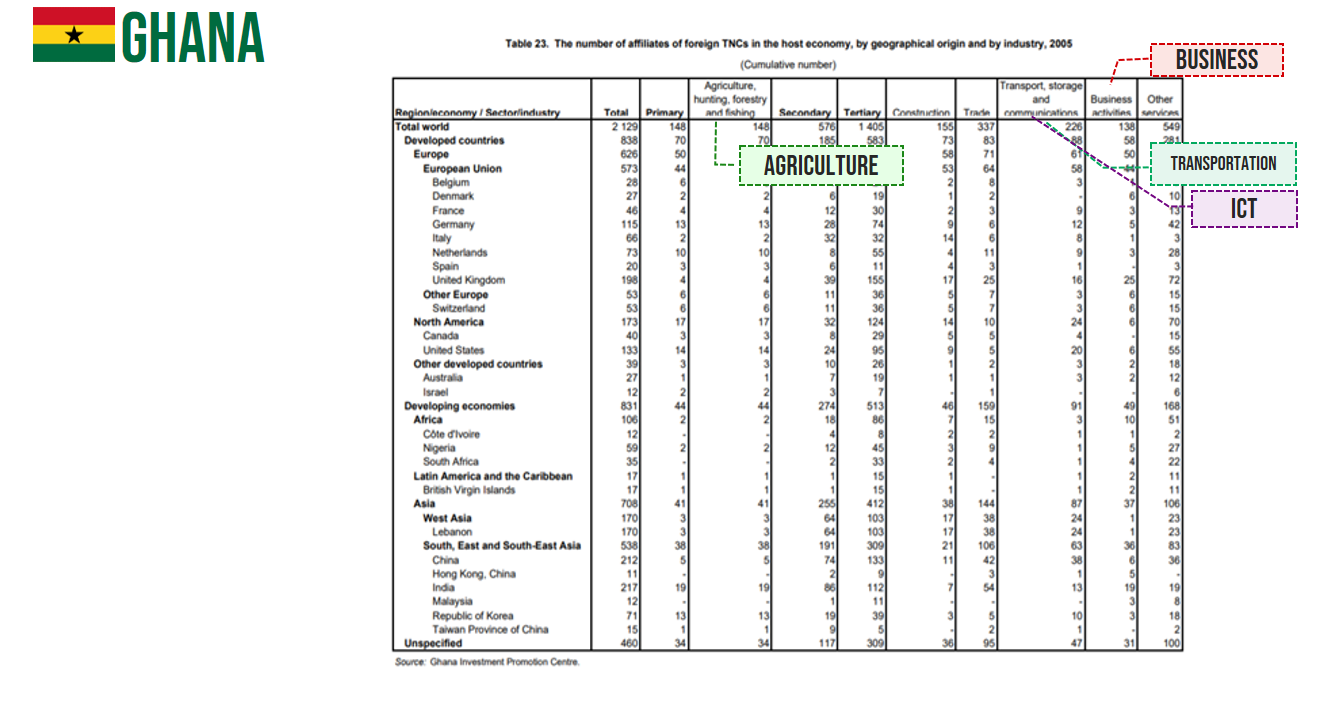 GHANA
Table 23. The number of affiliates of foreign TNCs in the host economy, by geographical origin and by industry, 2005
(Cumulative number)
BUSINESS
Region/economy / Sector/industry Total Primary Agriculture, hunting, forestry and fishing Secondary Tertiary Construction Trade Transport, storage and communications Business activities Other services
Total world 2 129 148 148 576 1 405 155 337 226 138 549
Developed countries 838 70 70 185 583 73 83 88 58 281
Europe 626 50 58 71 61 50
AGRICULTURE
TRANSPORTATION
European Union 573 44 53 64 58 44
Belgium 28 6 2 8 3
Denmark 27 2 2 6 19 1 2 - 6 10
ICT
France 46 4 4 12 30 2 3 9 3 13
Germany 115 13 13 28 74 9 6 12 5 42
Italy 66 2 2 32 32 14 6 8 1 3
Netherlands 73 10 10 8 55 4 11 9 3 28
Spain 20 3 3 6 11 4 3 1 - 3
United Kingdom 198 4 4 39 155 17 25 16 25 72
Other Europe 53 6 6 11 36 5 7 3 6 15
Switzerland 53 6 6 11 36 5 7 3 6 15
North America 173 17 17 32 124 14 10 24 6 70
Canada 40 3 3 8 29 5 5 4 - 15
United States 133 14 14 24 95 9 5 20 6 55
Other developed countries 39 3 3 10 26 1 2 3 2 18
Australia 27 1 1 7 19 1 1 3 2 12
Israel 12 2 2 3 7 - 1 - - 6
Developing economies 831 44 44 274 513 46 159 91 49 168
Africa 106 2 2 18 86 7 15 3 10 51
Côte d'Ivoire 12 - - 4 8 2 2 1 1 2
Nigeria 59 2 2 12 45 3 9 1 5 27
South Africa 35 - - 2 33 2 4 1 4 22
Latin America and the Caribbean 17 1 1 1 15 1 - 1 2 11
British Virgin Islands 17 1 1 1 15 1 - 1 2 11
Asia 708 41 41 255 412 38 144 87 37 106
West Asia 170 3 3 64 103 17 38 24 1 23
Lebanon 170 3 3 64 103 17 38 24 1 23
South, East and South-East Asia 538 38 38 191 309 21 106 63 36 83
China 212 5 5 74 133 11 42 38 6 36
Hong Kong, China 11 - - 2 9 - 3 1 5 -
India 217 19 19 86 112 7 54 13 19 19
Malaysia 12 - - 1 11 - - - 3 8
Republic of Korea 71 13 13 19 39 3 5 10 3 18
Taiwan Province of China 15 1 1 9 5 - 2 1 - 2
Unspecified 460 34 34 117 309 36 95 47 31 100
Source: Ghana Investment Promotion Centre.